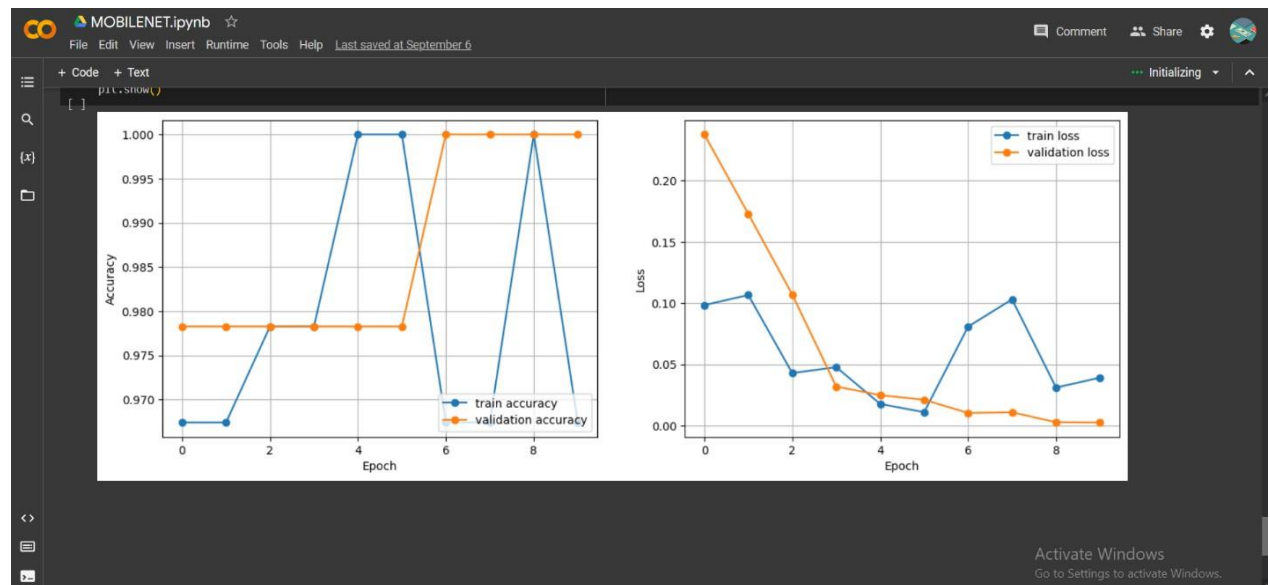 MOBILENET.ipynb
Comment Share
File Edit View Insert Runtime Tools Help Last saved at September 6
+ Code + Text
Initializing
plt.show()
[ ]
{x}
1.000
0.995
0.990
0.985
0.980
0.975
0.970
Accuracy
train accuracy
validation accuracy
0 2 4 6 8
Epoch
train loss
validation loss
0.20
0.15
0.10
0.05
0.00
Loss
0 2 4 6 8
Epoch
Activate Windows
Go to Settings to activate Windows.